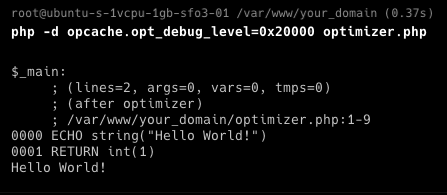 root@ubuntu-s-1vcpu-1gb-sfo3-01 /var/www/your_domain (0.37s)
php -d opcache.opt_debug_level=0x20000 optimizer.php
$_main:
     ; (lines=2, args=0, vars=0, tmps=0)
     ; (after optimizer)
     ; /var/www/your_domain/optimizer.php:1-9
0000 ECHO string("Hello World!")
0001 RETURN int(1)
Hello World!